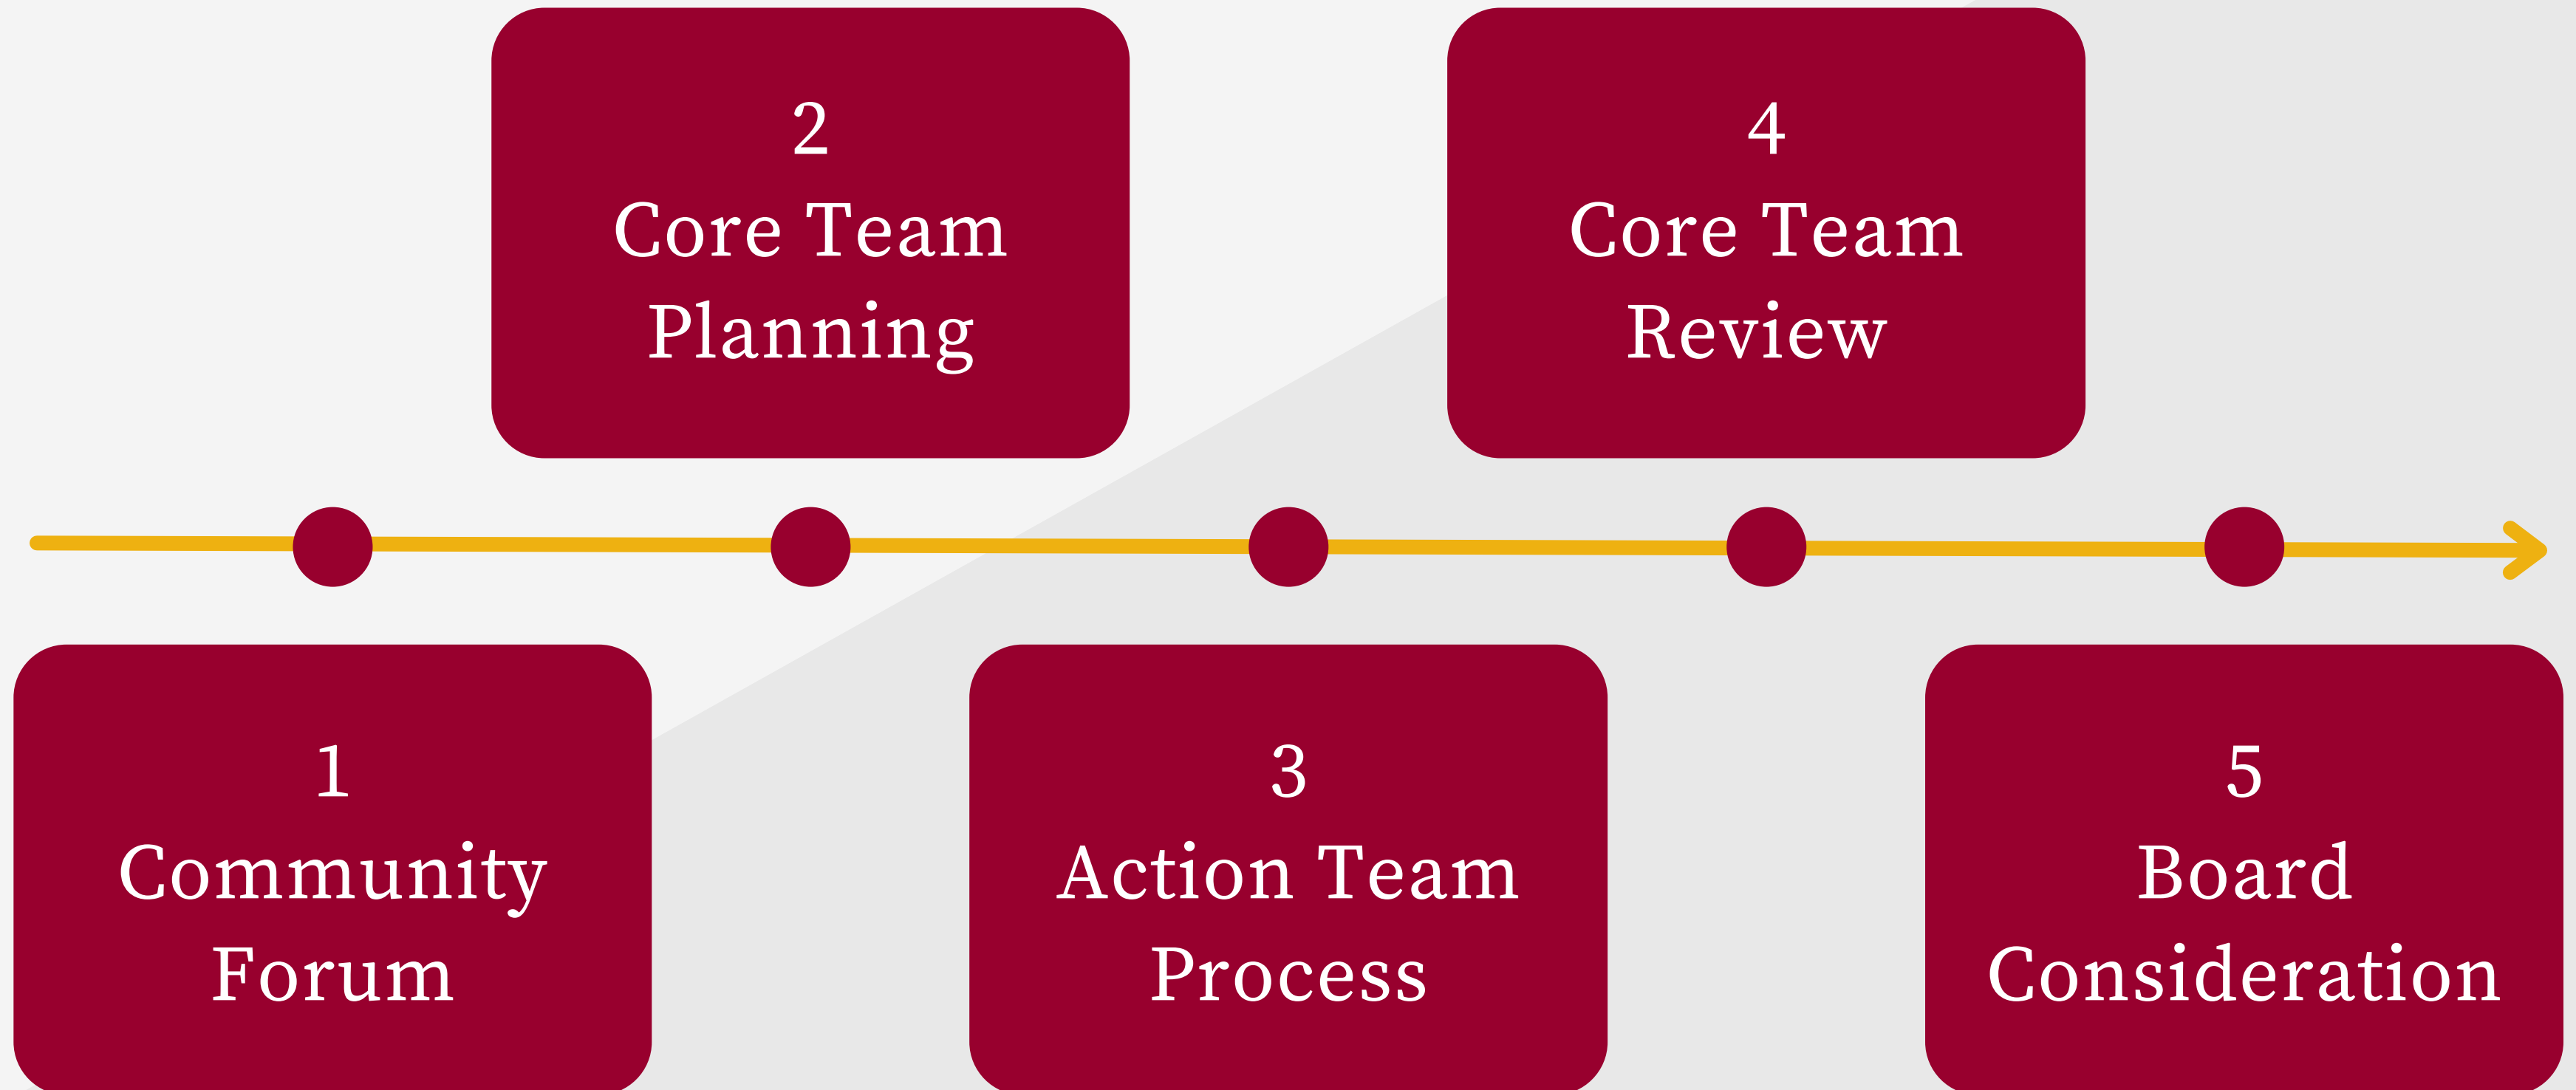 1
Community
Forum
2
Core Team
Planning
3
Action Team
Process
4
Core Team
Review
5
Board
Consideration